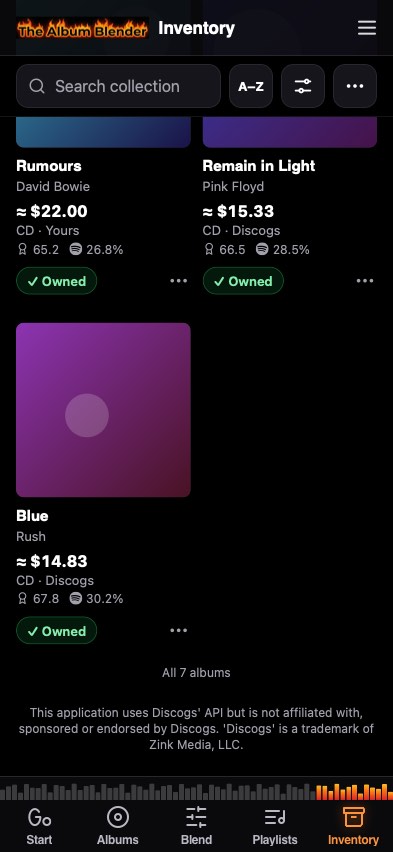 The Album Blender Inventory
Search collection A–Z •••
Rumours
David Bowie
≈ $22.00
CD · Yours
65.2 26.8%
✓ Owned •••
Remain in Light
Pink Floyd
≈ $15.33
CD · Discogs
66.5 28.5%
✓ Owned •••
Blue
Rush
≈ $14.83
CD · Discogs
67.8 30.2%
✓ Owned •••
All 7 albums
This application uses Discogs' API but is not affiliated with,
sponsored or endorsed by Discogs. 'Discogs' is a trademark of
Zink Media, LLC.
Start Albums Blend Playlists Inventory